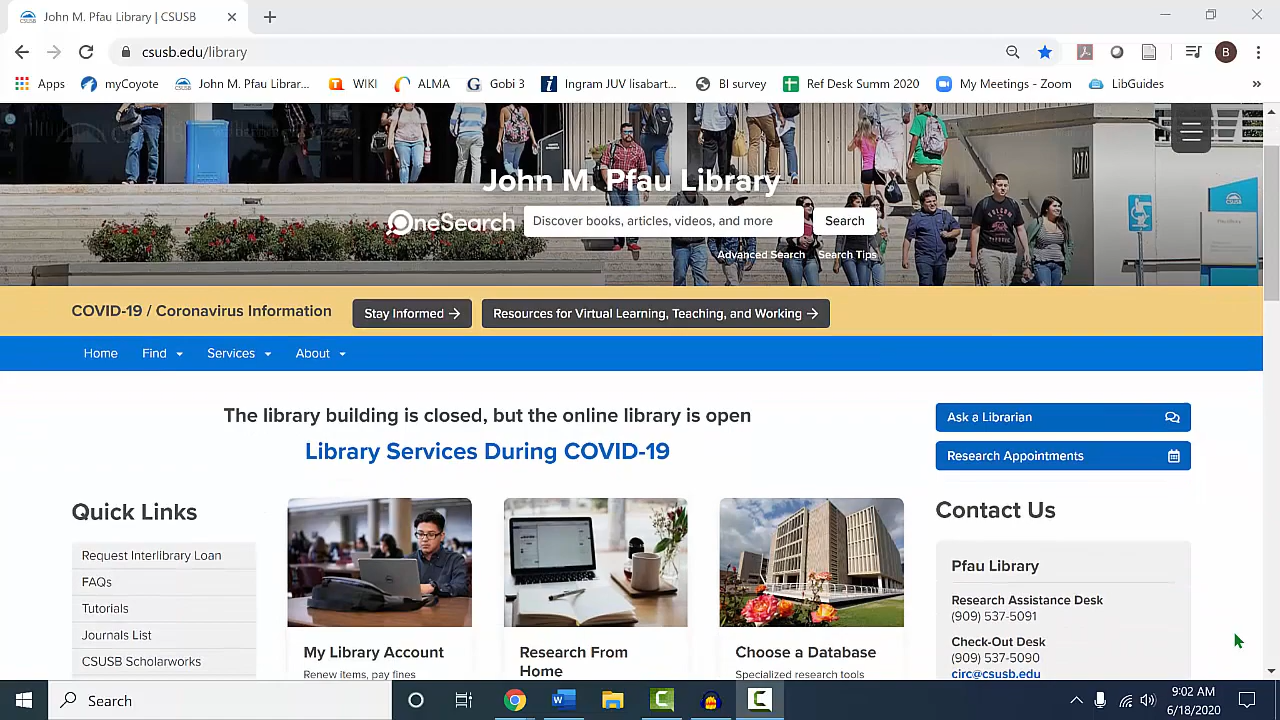 John M. Pfau Library | CSUSB
csusb.edu/library
B
Apps myCoyote John M. Pfau Librar... WIKI ALMA Gobi 3 Ingram JUV lisabart... BI survey Ref Desk Summ 2020 My Meetings - Zoom LibGuides »
John M. Pfau Library
OneSearch Discover books, articles, videos, and more Search
Advanced Search Search Tips
COVID-19 / Coronavirus Information Stay Informed → Resources for Virtual Learning, Teaching, and Working →
Home Find Services About
The library building is closed, but the online library is open
Library Services During COVID-19
Ask a Librarian
Research Appointments
Quick Links
Request Interlibrary Loan
FAQs
Tutorials
Journals List
CSUSB Scholarworks
My Library Account
Renew items, pay fines
Research From
Home
Choose a Database
Specialized research tools
Contact Us
Pfau Library
Research Assistance Desk
(909) 537-5091
Check-Out Desk
(909) 537-5090
circ@csusb.edu
Search
9:02 AM
6/18/2020